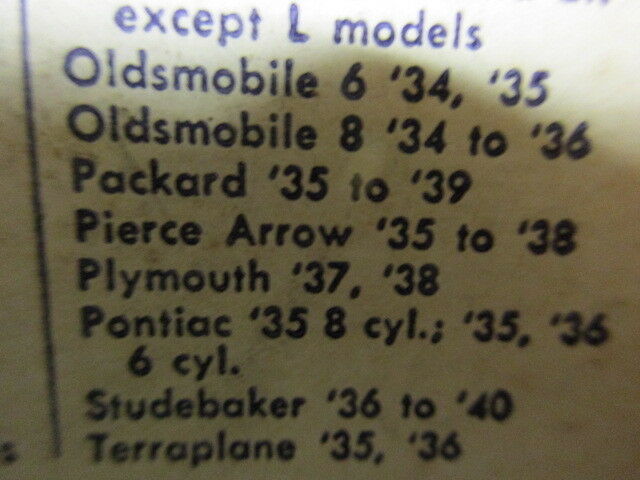 except L models
Oldsmobile 6 '34, '35
Oldsmobile 8 '34 to '36
Packard '35 to '39
Pierce Arrow '35 to '38
Plymouth '37, '38
Pontiac '35 8 cyl.; '35, '36
6 cyl.
Studebaker '36 to '40
Terraplane '35, '36